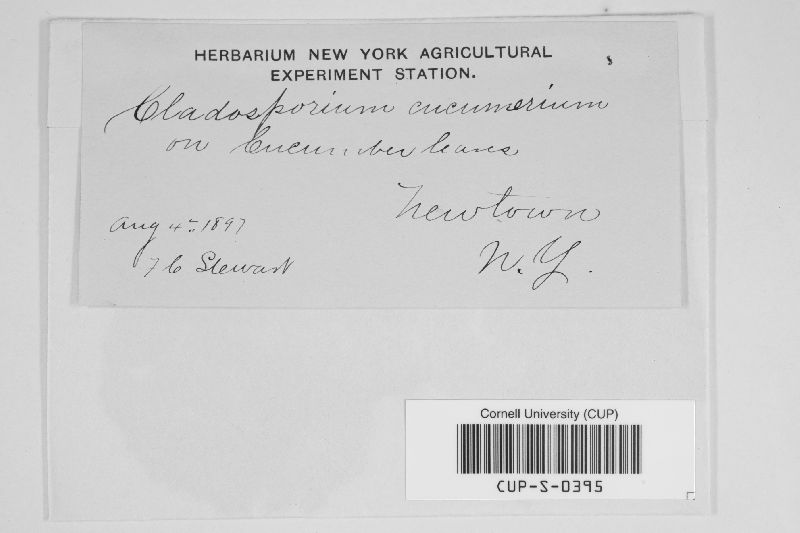 HERBARIUM NEW YORK AGRICULTURAL
EXPERIMENT STATION.
Cladosporium cucumerium
on Cucumber leaves
Newtown
Aug 4th 1897
F C Stewart
N. Y.
Cornell University (CUP)
CUP-S-0395